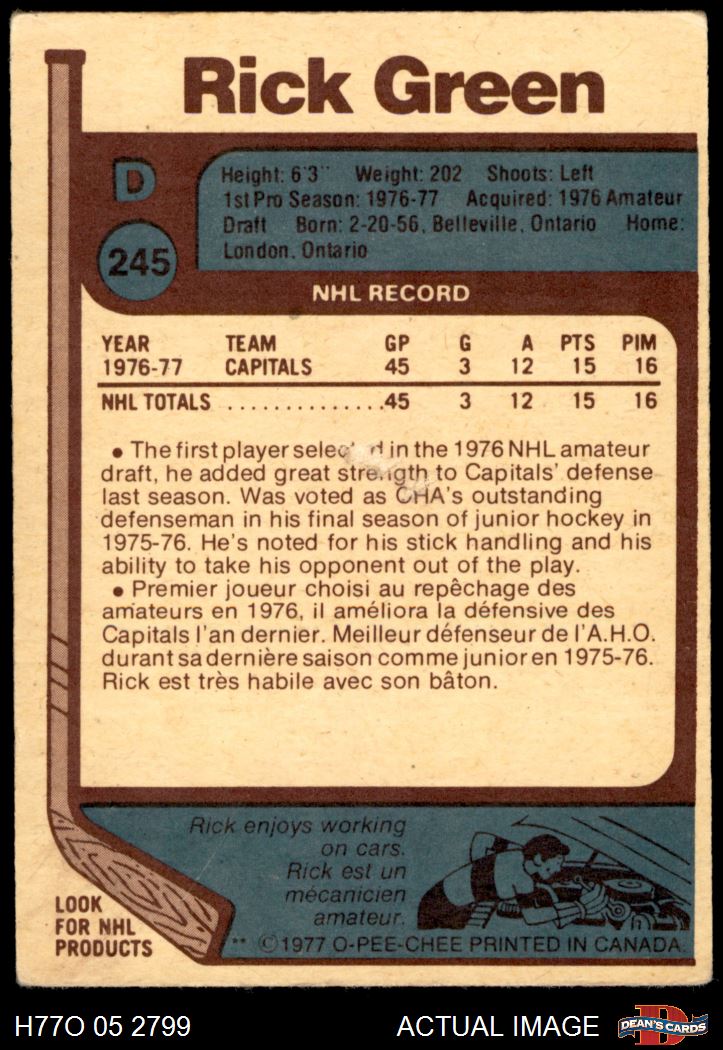 Rick Green
D
245
Height: 6'3" Weight: 202 Shoots: Left
1st Pro Season: 1976-77 Acquired: 1976 Amateur
Draft Born: 2-20-56, Belleville, Ontario Home:
London, Ontario
NHL RECORD
YEAR TEAM GP G A PTS PIM
1976-77 CAPITALS 45 3 12 15 16
NHL TOTALS ..............45 3 12 15 16
• The first player selected in the 1976 NHL amateur
draft, he added great strength to Capitals' defense
last season. Was voted as OHA's outstanding
defenseman in his final season of junior hockey in
1975-76. He's noted for his stick handling and his
ability to take his opponent out of the play.
• Premier joueur choisi au repêchage des
amateurs en 1976, il améliora la défensive des
Capitals l'an dernier. Meilleur défenseur de l'A.H.O.
durant sa dernière saison comme junior en 1975-76.
Rick est très habile avec son bâton.
Rick enjoys working
on cars.
Rick est un
mécanicien
amateur.
LOOK
FOR NHL
PRODUCTS
** ©1977 O-PEE-CHEE PRINTED IN CANADA.
H77O 05 2799
ACTUAL IMAGE
DEAN'S CARDS